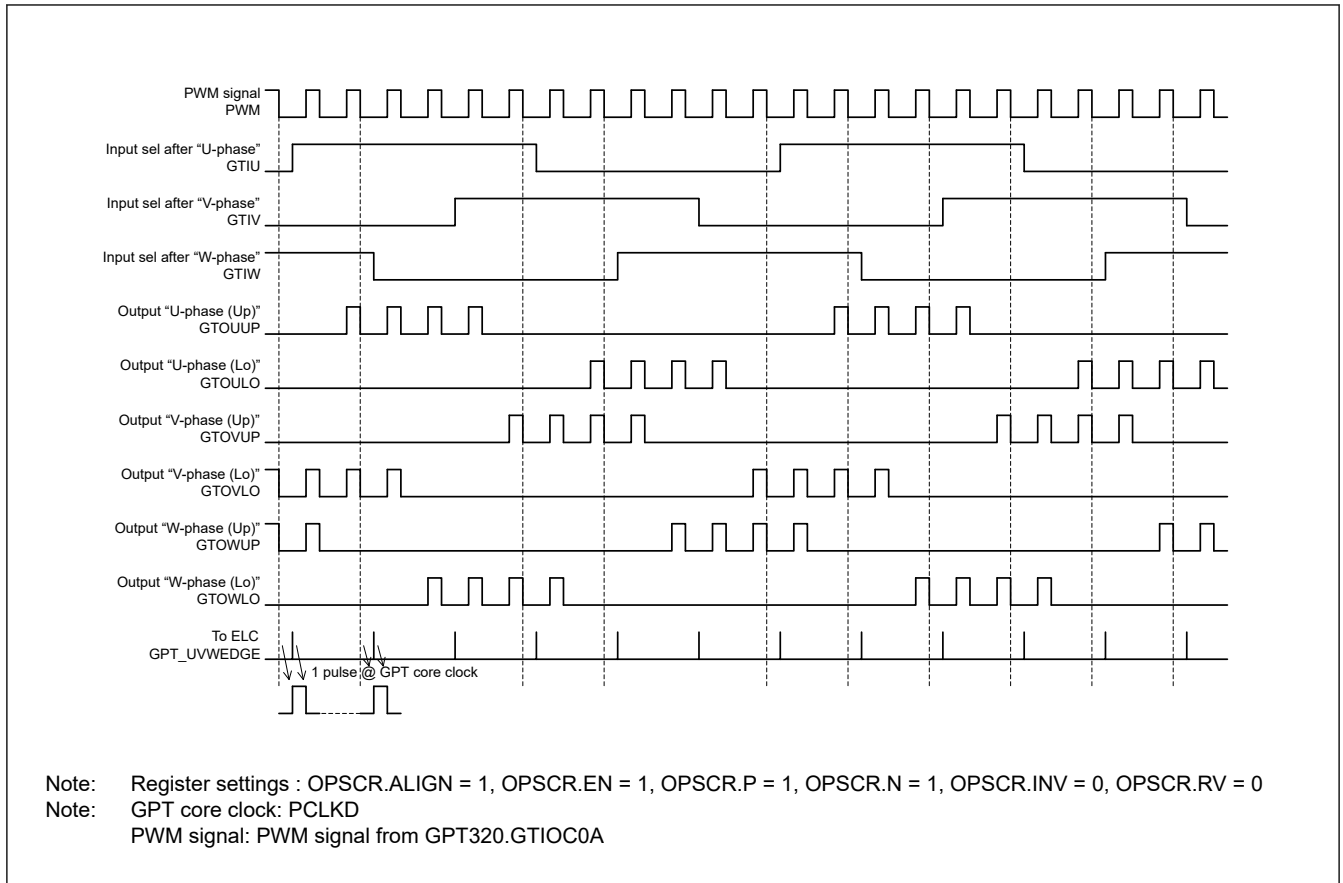 PWM signal
PWM
Input sel after “U-phase”
GTIU
Input sel after “V-phase”
GTIV
Input sel after “W-phase”
GTIW
Output “U-phase (Up)”
GTOUUP
Output “U-phase (Lo)”
GTOULO
Output “V-phase (Up)”
GTOVUP
Output “V-phase (Lo)”
GTOVLO
Output “W-phase (Up)”
GTOWUP
Output “W-phase (Lo)”
GTOWLO
To ELC
GPT_UVWEDGE
1 pulse @ GPT core clock
Note: Register settings : OPSCR.ALIGN = 1, OPSCR.EN = 1, OPSCR.P = 1, OPSCR.N = 1, OPSCR.INV = 0, OPSCR.RV = 0
Note: GPT core clock: PCLKD
PWM signal: PWM signal from GPT320.GTIOC0A